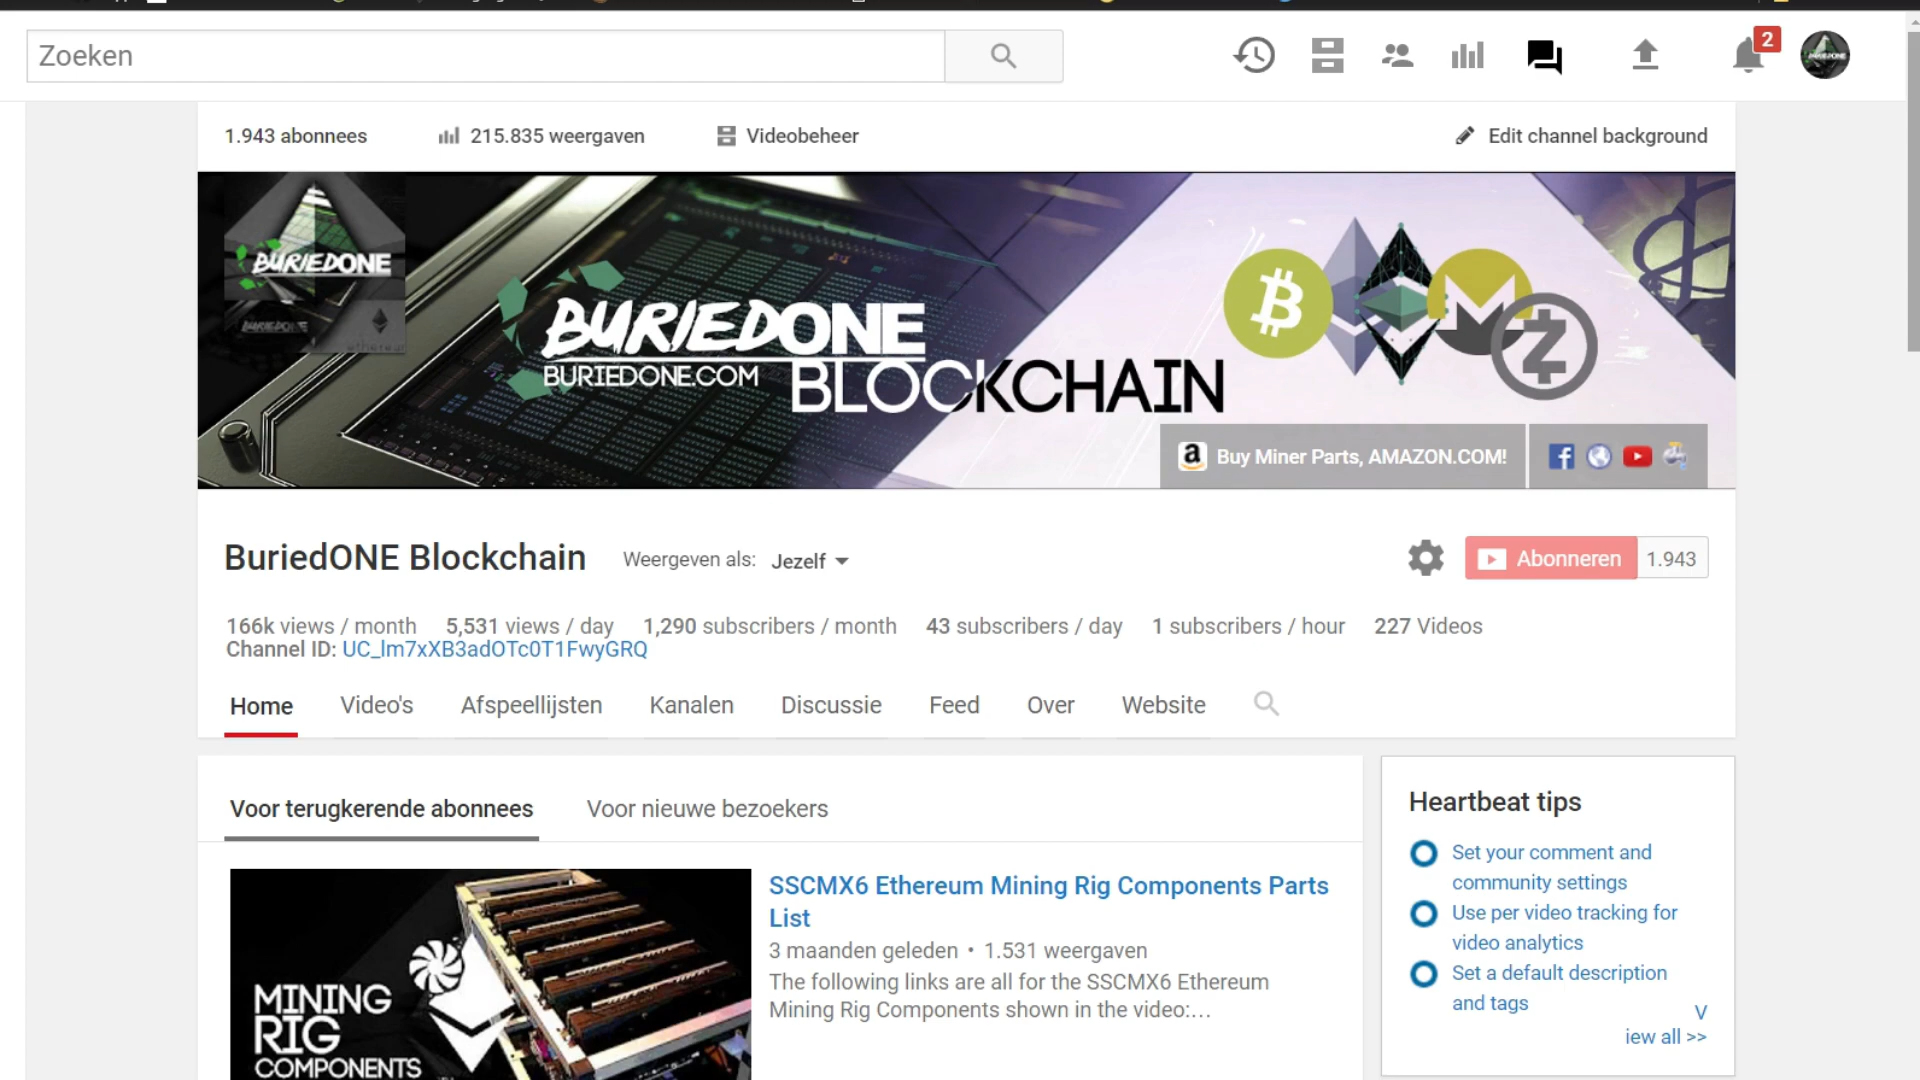 Zoeken
2
1.943 abonnees
215.835 weergaven
Videobeheer
Edit channel background
BURIEDONE
BURIEDONE
BURIEDONE.COM
BLOCKCHAIN
Buy Miner Parts, AMAZON.COM!
BuriedONE Blockchain
Weergeven als: Jezelf
Abonneren
1.943
166k views / month 5,531 views / day 1,290 subscribers / month 43 subscribers / day 1 subscribers / hour 227 Videos
Channel ID: UC_lm7xXB3adOTc0T1FwyGRQ
Home Video's Afspeellijsten Kanalen Discussie Feed Over Website
Voor terugkerende abonnees
Voor nieuwe bezoekers
MINING
RIG
COMPONENTS
SSCMX6 Ethereum Mining Rig Components Parts
List
3 maanden geleden • 1.531 weergaven
The following links are all for the SSCMX6 Ethereum
Mining Rig Components shown in the video:...
Heartbeat tips
Set your comment and
community settings
Use per video tracking for
video analytics
Set a default description
and tags
V
iew all >>